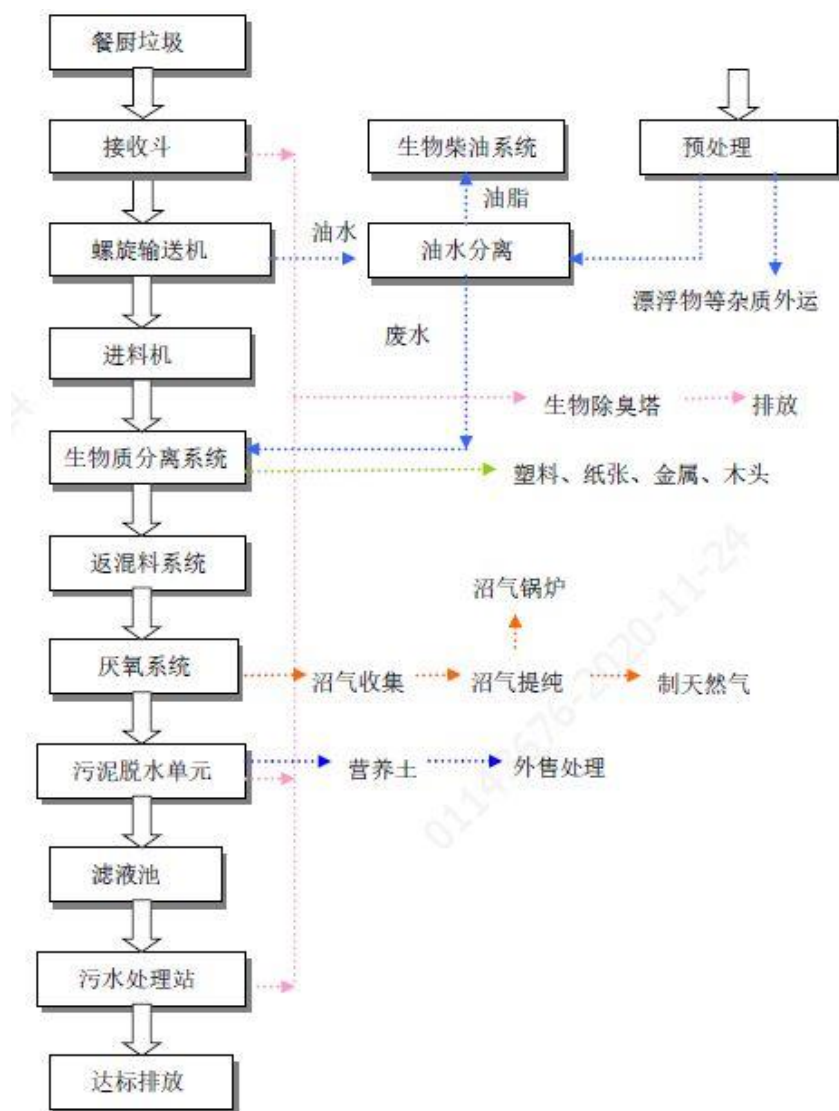 餐厨垃圾
接收斗
生物柴油系统
预处理
油脂
油水
螺旋输送机
油水分离
漂浮物等杂质外运
废水
进料机
生物除臭塔
排放
生物质分离系统
塑料、纸张、金属、木头
返混料系统
沼气锅炉
厌氧系统
沼气收集
沼气提纯
制天然气
污泥脱水单元
营养土
外售处理
滤液池
污水处理站
达标排放